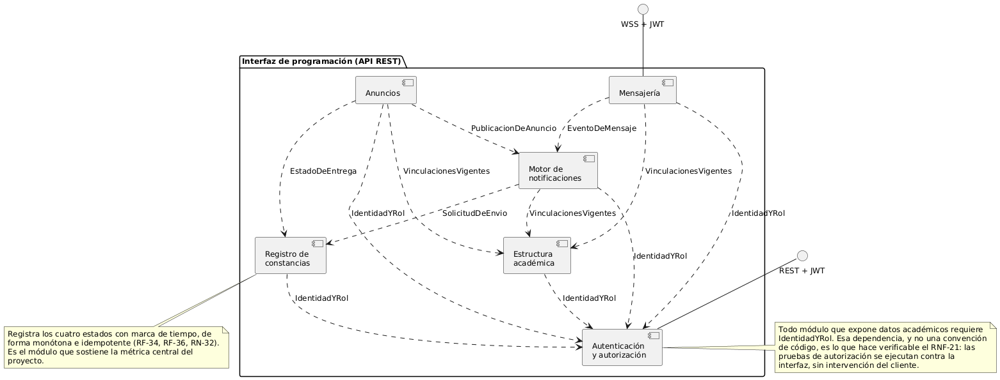 WSS + JWT
Interfaz de programación (API REST)
Anuncios
Mensajería
PublicacionDeAnuncio
EventoDeMensaje
Motor de
notificaciones
EstadoDeEntrega
VinculacionesVigentes
VinculacionesVigentes
IdentidadYRol
SolicitudDeEnvio
VinculacionesVigentes
IdentidadYRol
Registro de
constancias
Estructura
académica
IdentidadYRol
REST + JWT
IdentidadYRol
IdentidadYRol
Autenticación
y autorización
Registra los cuatro estados con marca de tiempo, de
forma monótona e idempotente (RF-34, RF-36, RN-32).
Es el módulo que sostiene la métrica central del
proyecto.
Todo módulo que expone datos académicos requiere
IdentidadYRol. Esa dependencia, y no una convención
de código, es lo que hace verificable el RNF-21: las
pruebas de autorización se ejecutan contra la
interfaz, sin intervención del cliente.